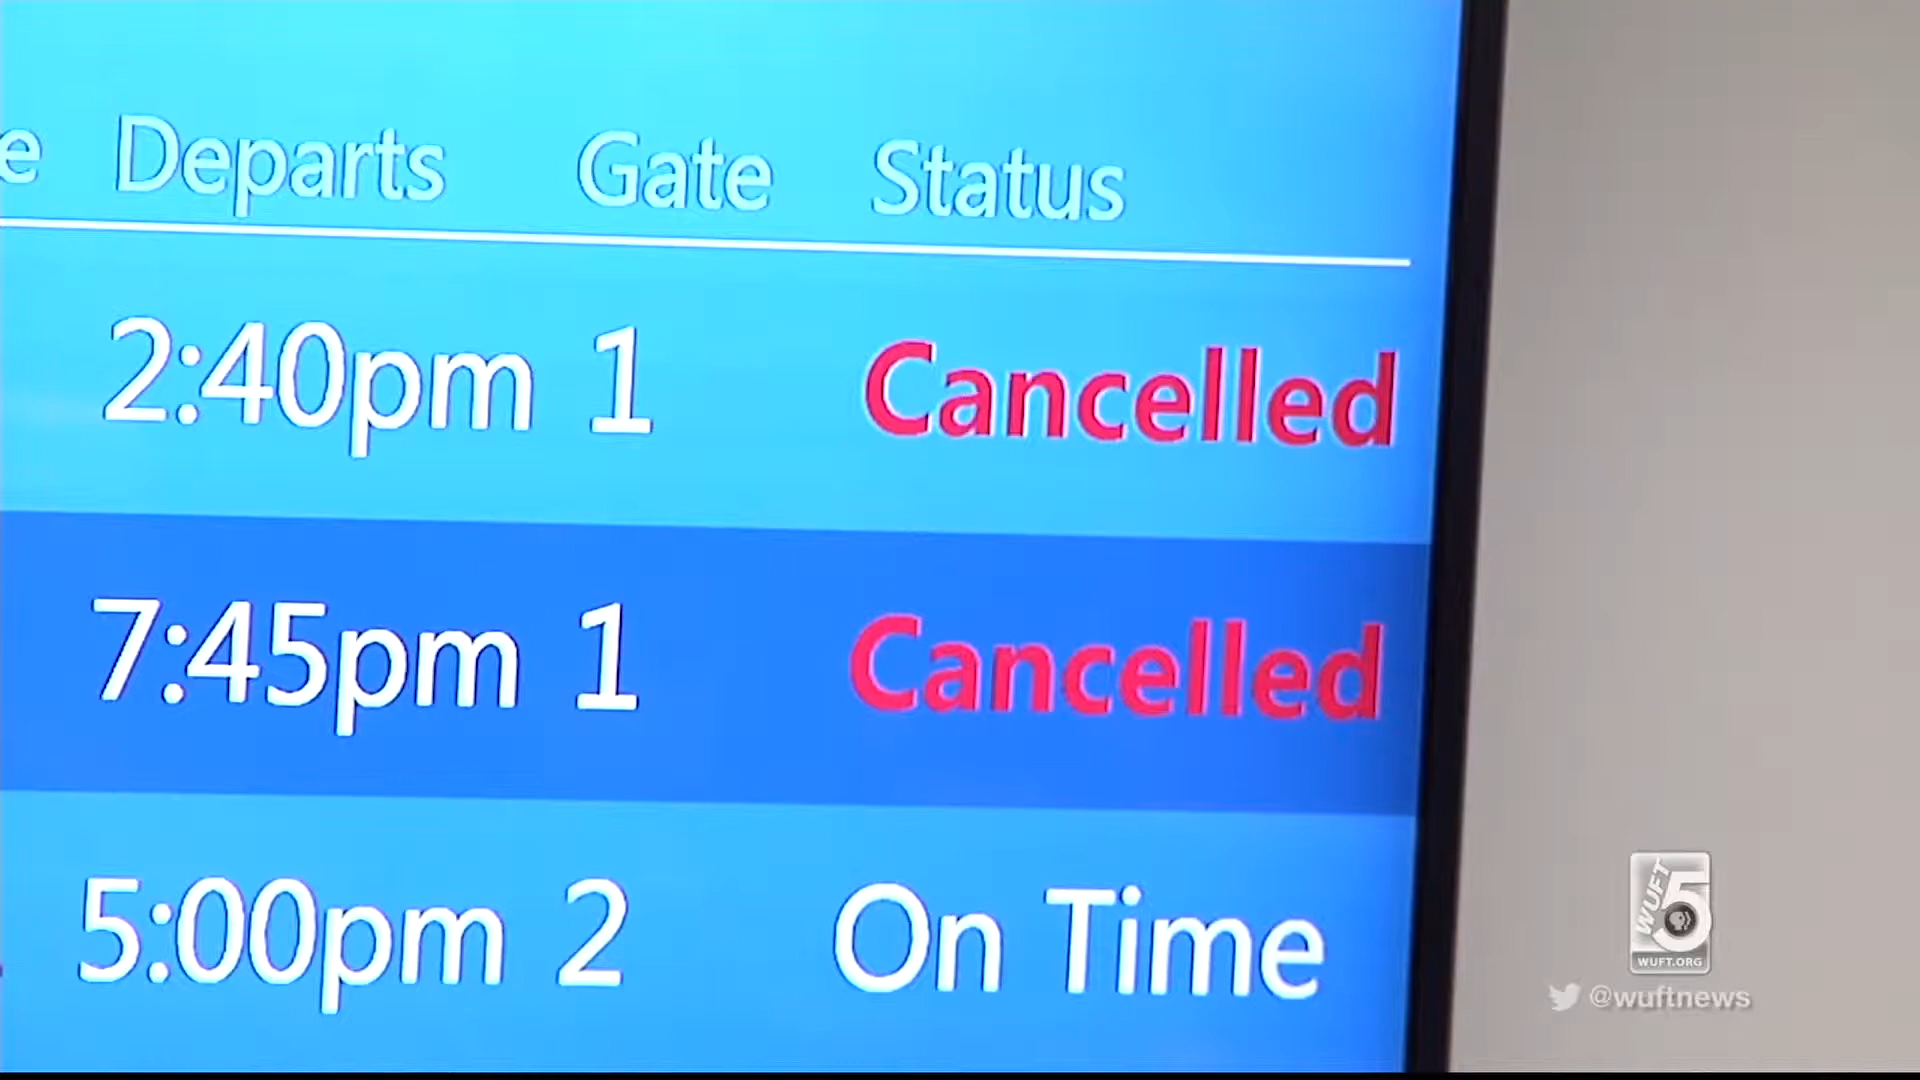 e Departs Gate Status
2:40pm 1 Cancelled
7:45pm 1 Cancelled
5:00pm 2 On Time
WUFT 5
WUFT.ORG
@wuftnews